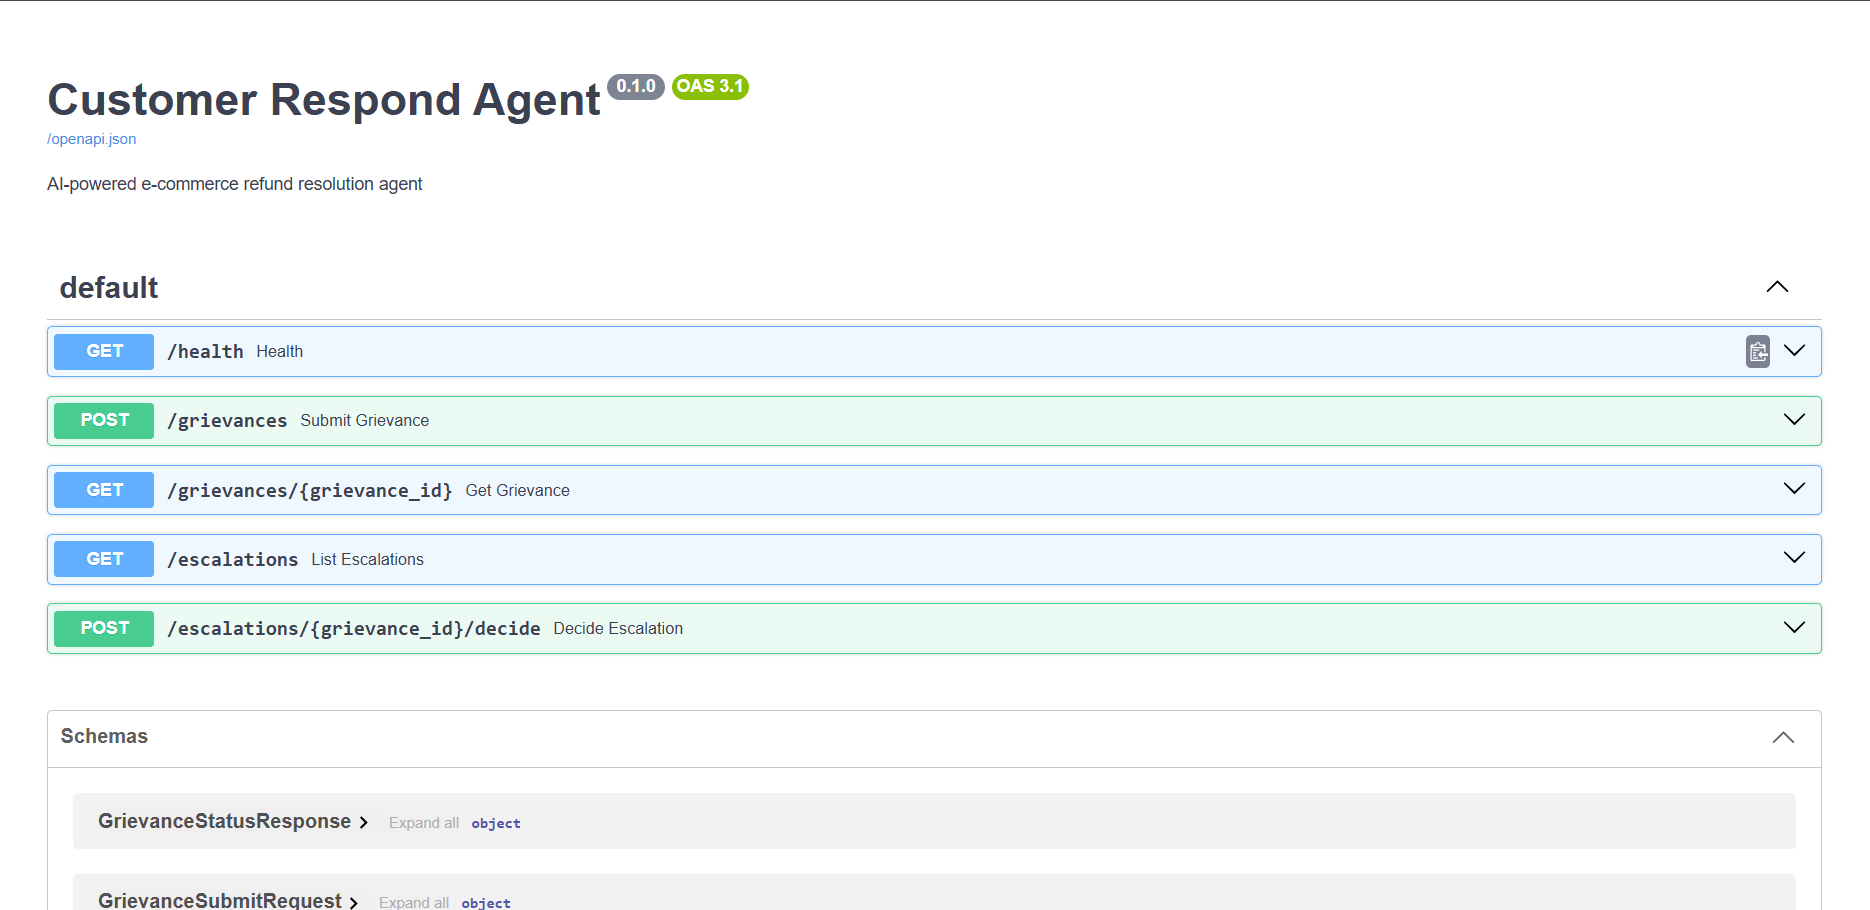 Customer Respond Agent 0.1.0 OAS 3.1
/openapi.json
AI-powered e-commerce refund resolution agent
default
GET /health Health
POST /grievances Submit Grievance
GET /grievances/{grievance_id} Get Grievance
GET /escalations List Escalations
POST /escalations/{grievance_id}/decide Decide Escalation
Schemas
GrievanceStatusResponse Expand all object
GrievanceSubmitRequest Expand all object